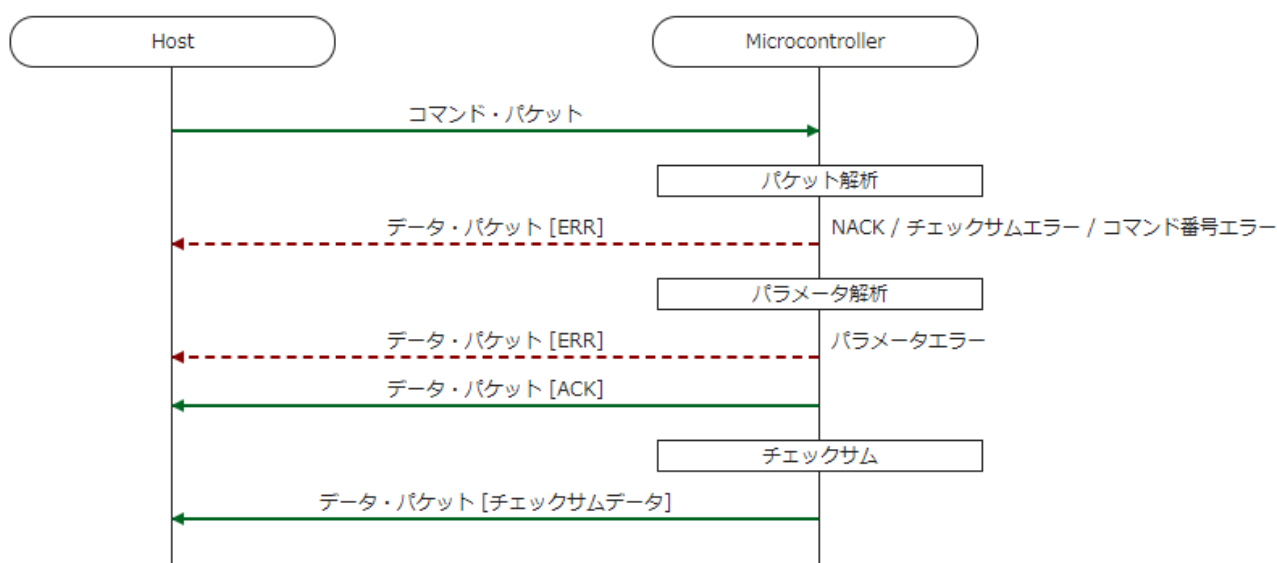 Host
Microcontroller
コマンド・パケット
パケット解析
データ・パケット [ERR]
NACK / チェックサムエラー / コマンド番号エラー
パラメータ解析
データ・パケット [ERR]
パラメータエラー
データ・パケット [ACK]
チェックサム
データ・パケット [チェックサムデータ]